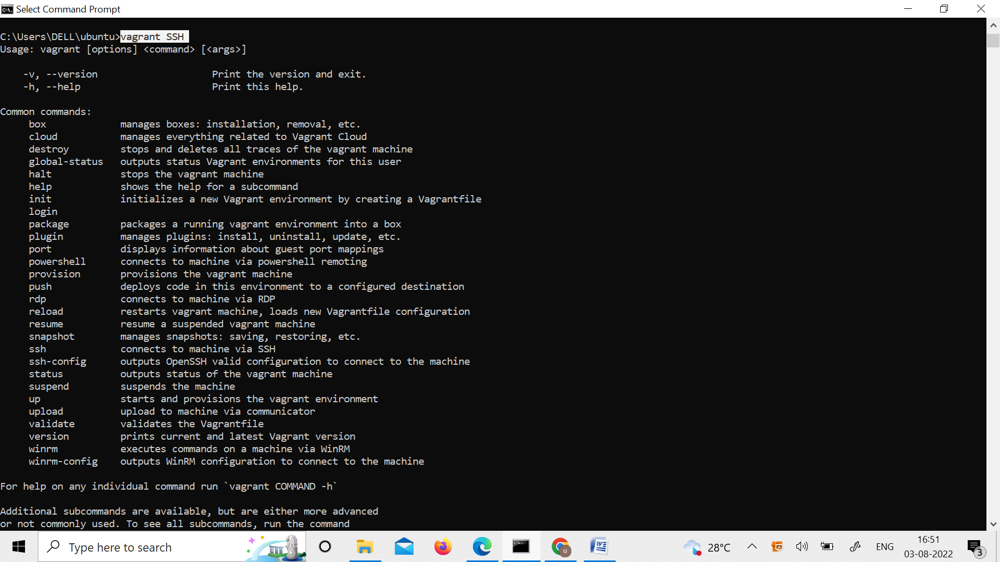 Select Command Prompt
C:\Users\DELL\ubuntu>vagrant SSH
Usage: vagrant [options] <command> [<args>]
-v, --version Print the version and exit.
-h, --help Print this help.
Common commands:
box manages boxes: installation, removal, etc.
cloud manages everything related to Vagrant Cloud
destroy stops and deletes all traces of the vagrant machine
global-status outputs status Vagrant environments for this user
halt stops the vagrant machine
help shows the help for a subcommand
init initializes a new Vagrant environment by creating a Vagrantfile
login
package packages a running vagrant environment into a box
plugin manages plugins: install, uninstall, update, etc.
port displays information about guest port mappings
powershell connects to machine via powershell remoting
provision provisions the vagrant machine
push deploys code in this environment to a configured destination
rdp connects to machine via RDP
reload restarts vagrant machine, loads new Vagrantfile configuration
resume resume a suspended vagrant machine
snapshot manages snapshots: saving, restoring, etc.
ssh connects to machine via SSH
ssh-config outputs OpenSSH valid configuration to connect to the machine
status outputs status of the vagrant machine
suspend suspends the machine
up starts and provisions the vagrant environment
upload upload to machine via communicator
validate validates the Vagrantfile
version prints current and latest Vagrant version
winrm executes commands on a machine via WinRM
winrm-config outputs WinRM configuration to connect to the machine
For help on any individual command run `vagrant COMMAND -h`
Additional subcommands are available, but are either more advanced
or not commonly used. To see all subcommands, run the command
Type here to search
28°C
ENG
16:51
03-08-2022
3